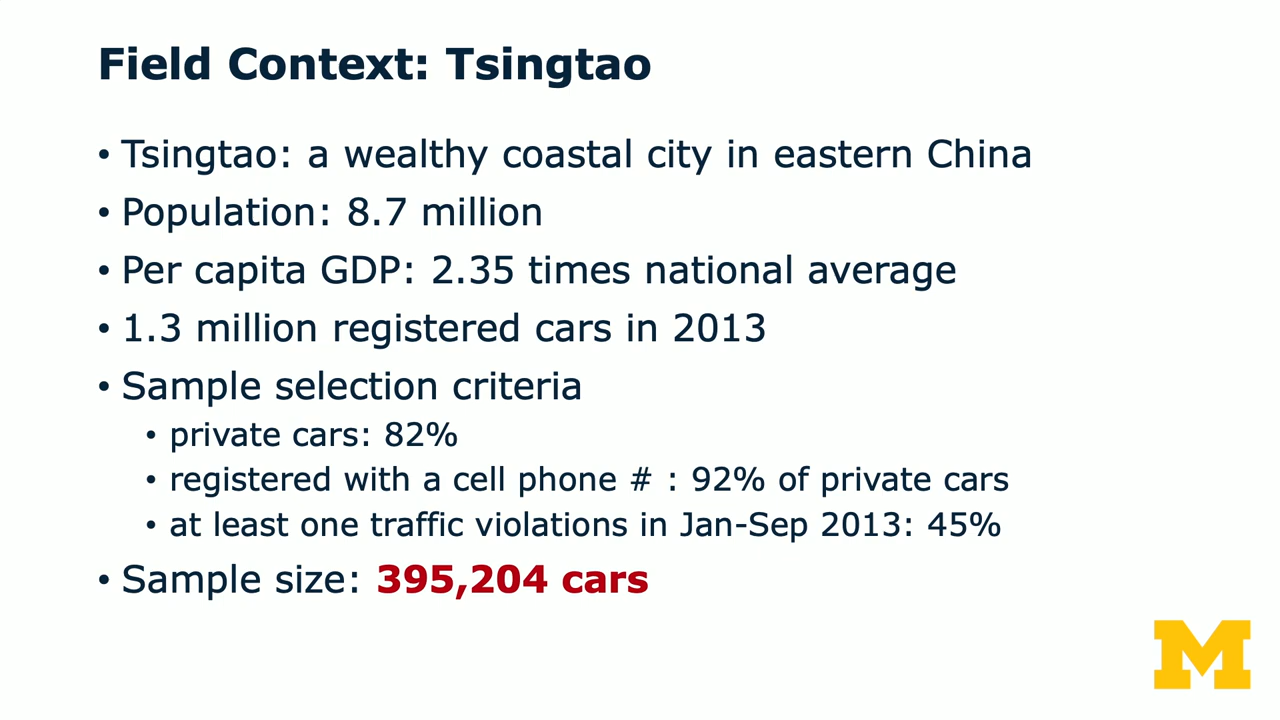 Field Context: Tsingtao
• Tsingtao: a wealthy coastal city in eastern China
• Population: 8.7 million
• Per capita GDP: 2.35 times national average
• 1.3 million registered cars in 2013
• Sample selection criteria
• private cars: 82%
• registered with a cell phone # : 92% of private cars
• at least one traffic violations in Jan-Sep 2013: 45%
• Sample size: 395,204 cars
M